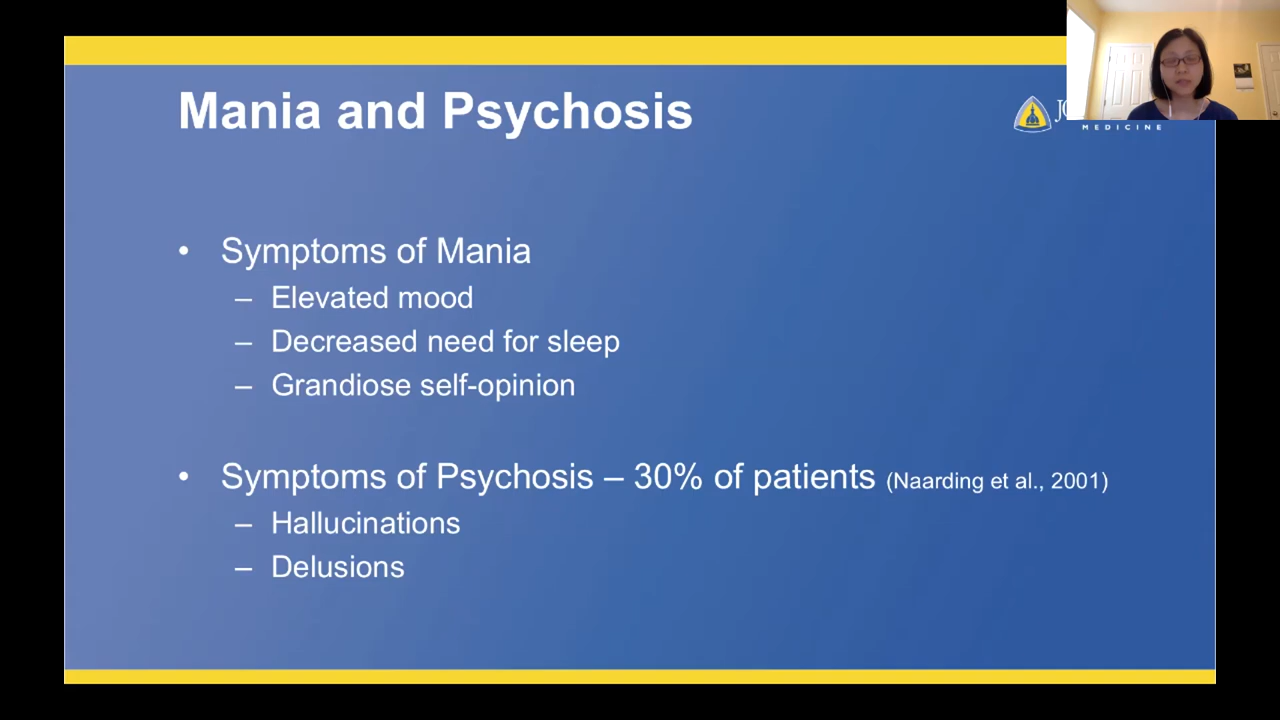 Mania and Psychosis
MEDICINE
• Symptoms of Mania
– Elevated mood
– Decreased need for sleep
– Grandiose self-opinion
• Symptoms of Psychosis – 30% of patients (Naarding et al., 2001)
– Hallucinations
– Delusions